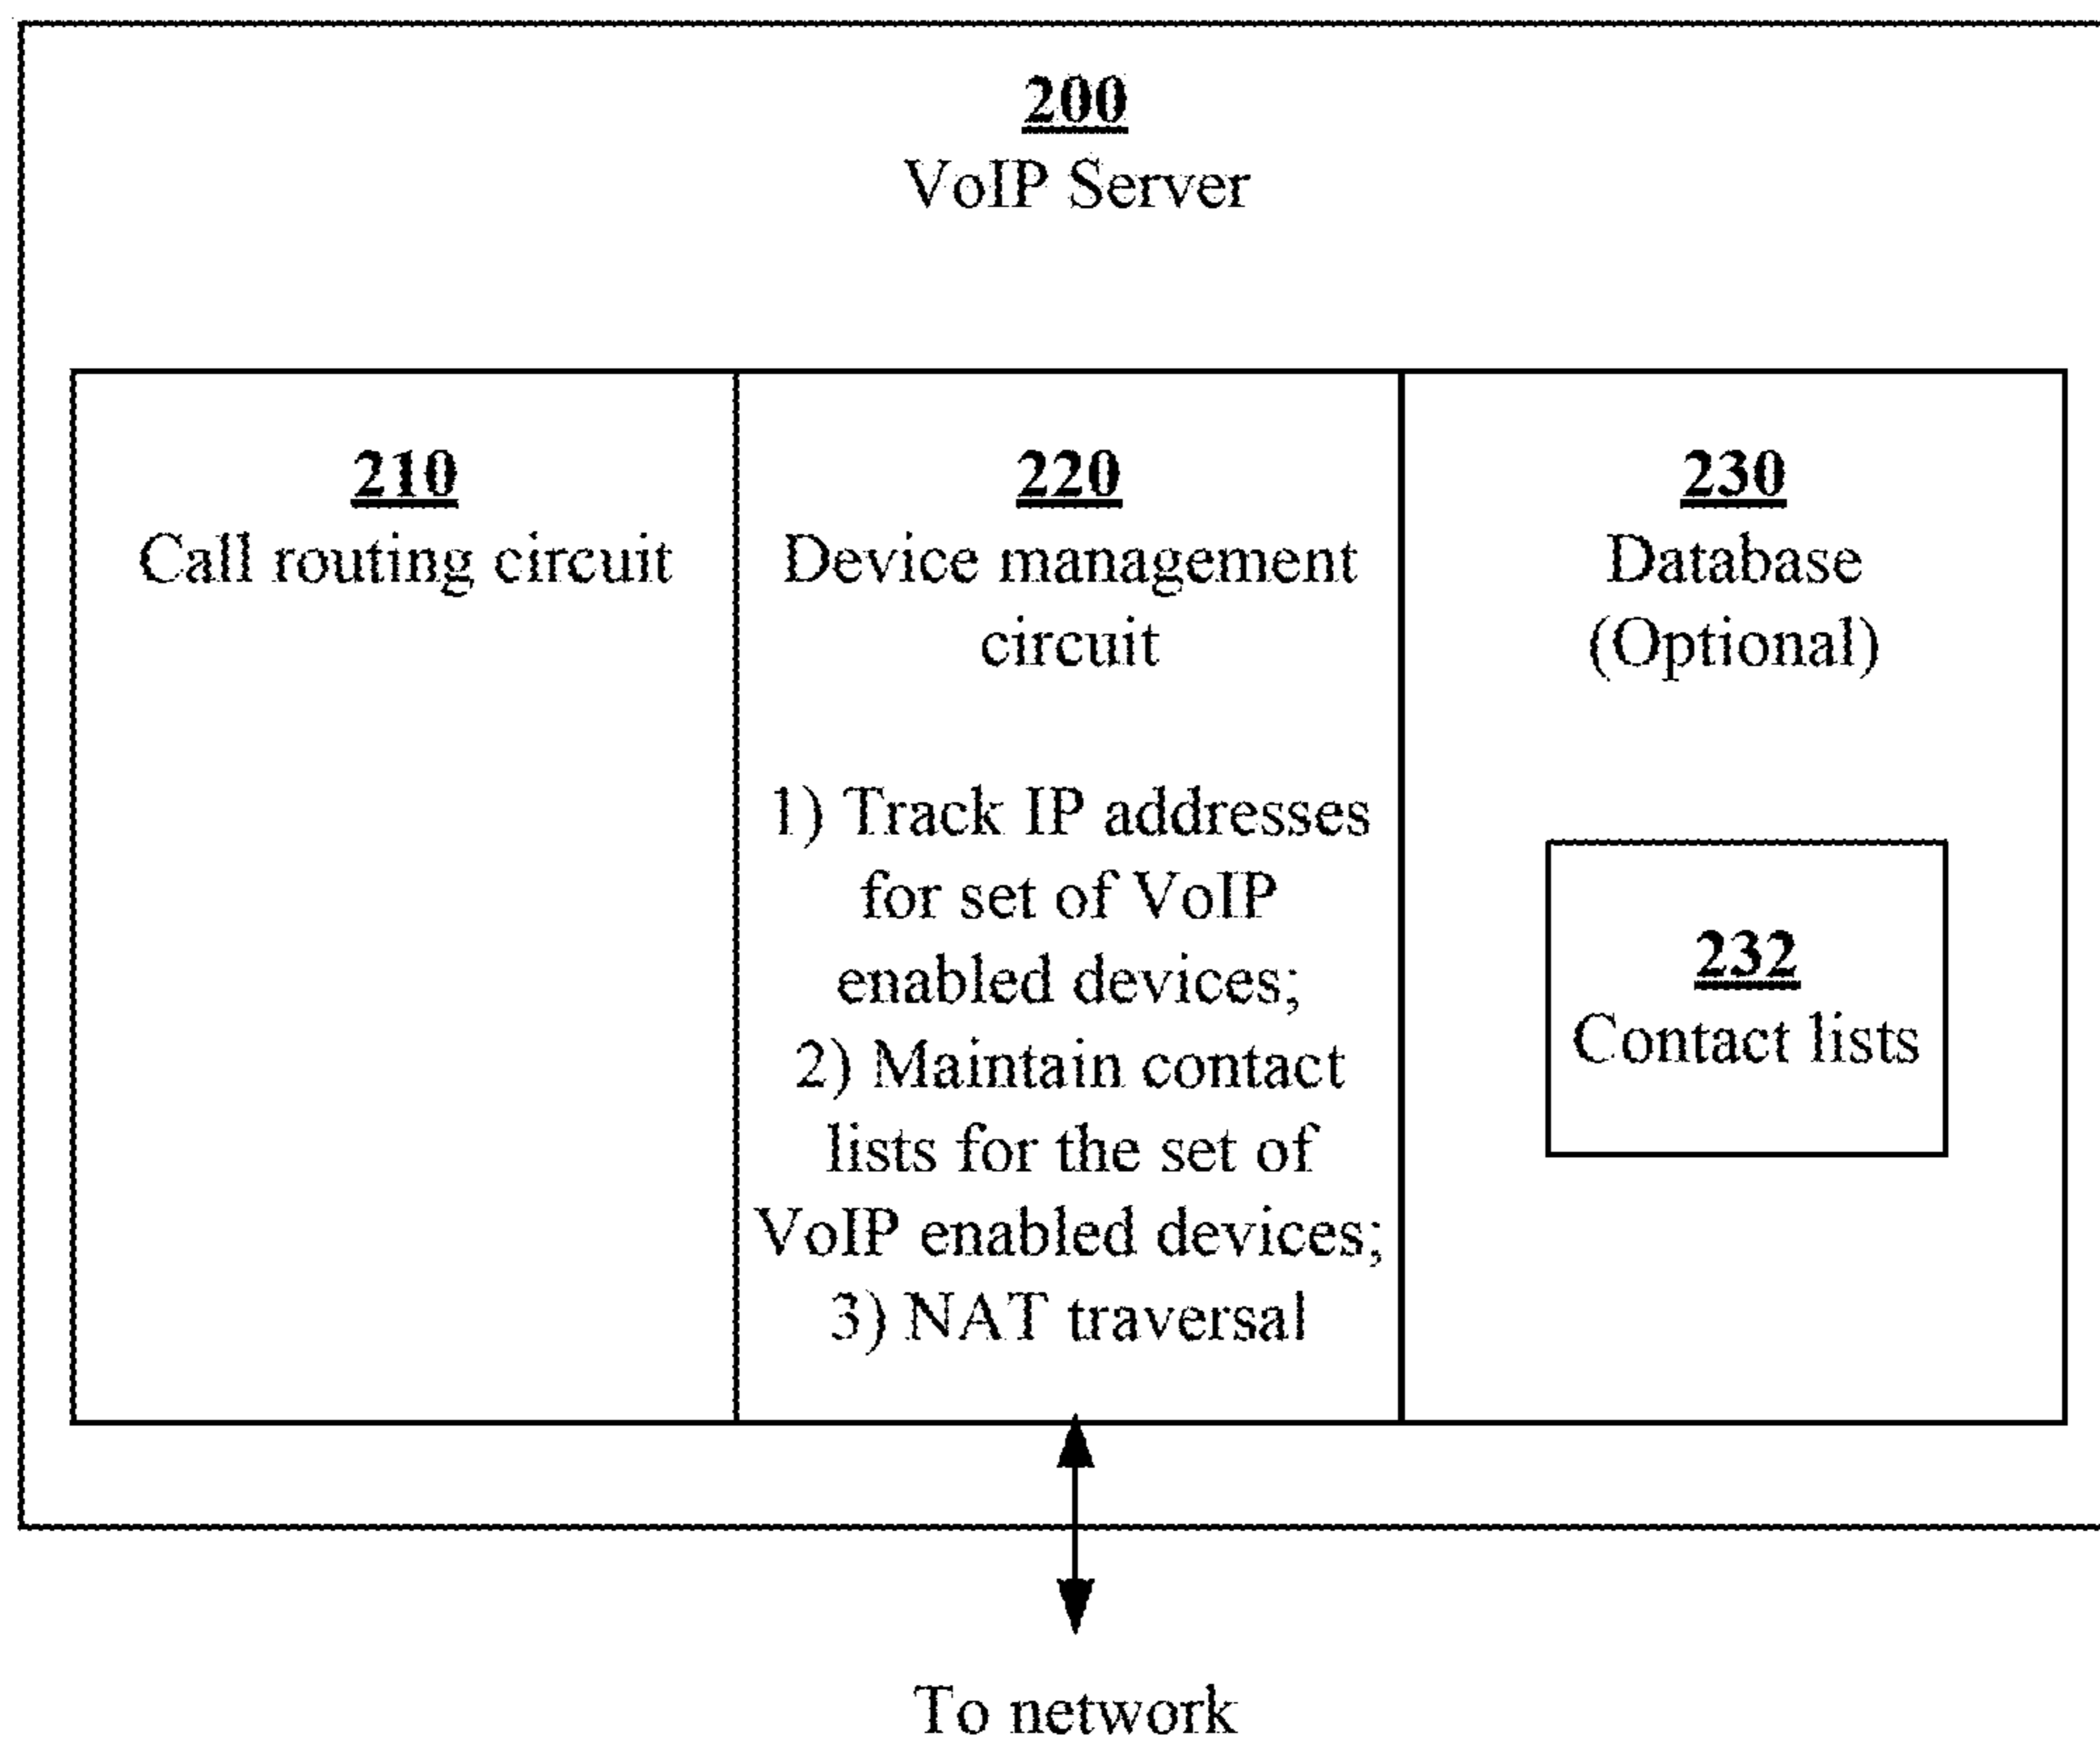 200
VoIP Server
210
Call routing circuit
220
Device management
circuit
1) Track IP addresses
for set of VoIP
enabled devices;
2) Maintain contact
lists for the set of
VoIP enabled devices;
3) NAT traversal
230
Database
(Optional)
232
Contact lists
To network